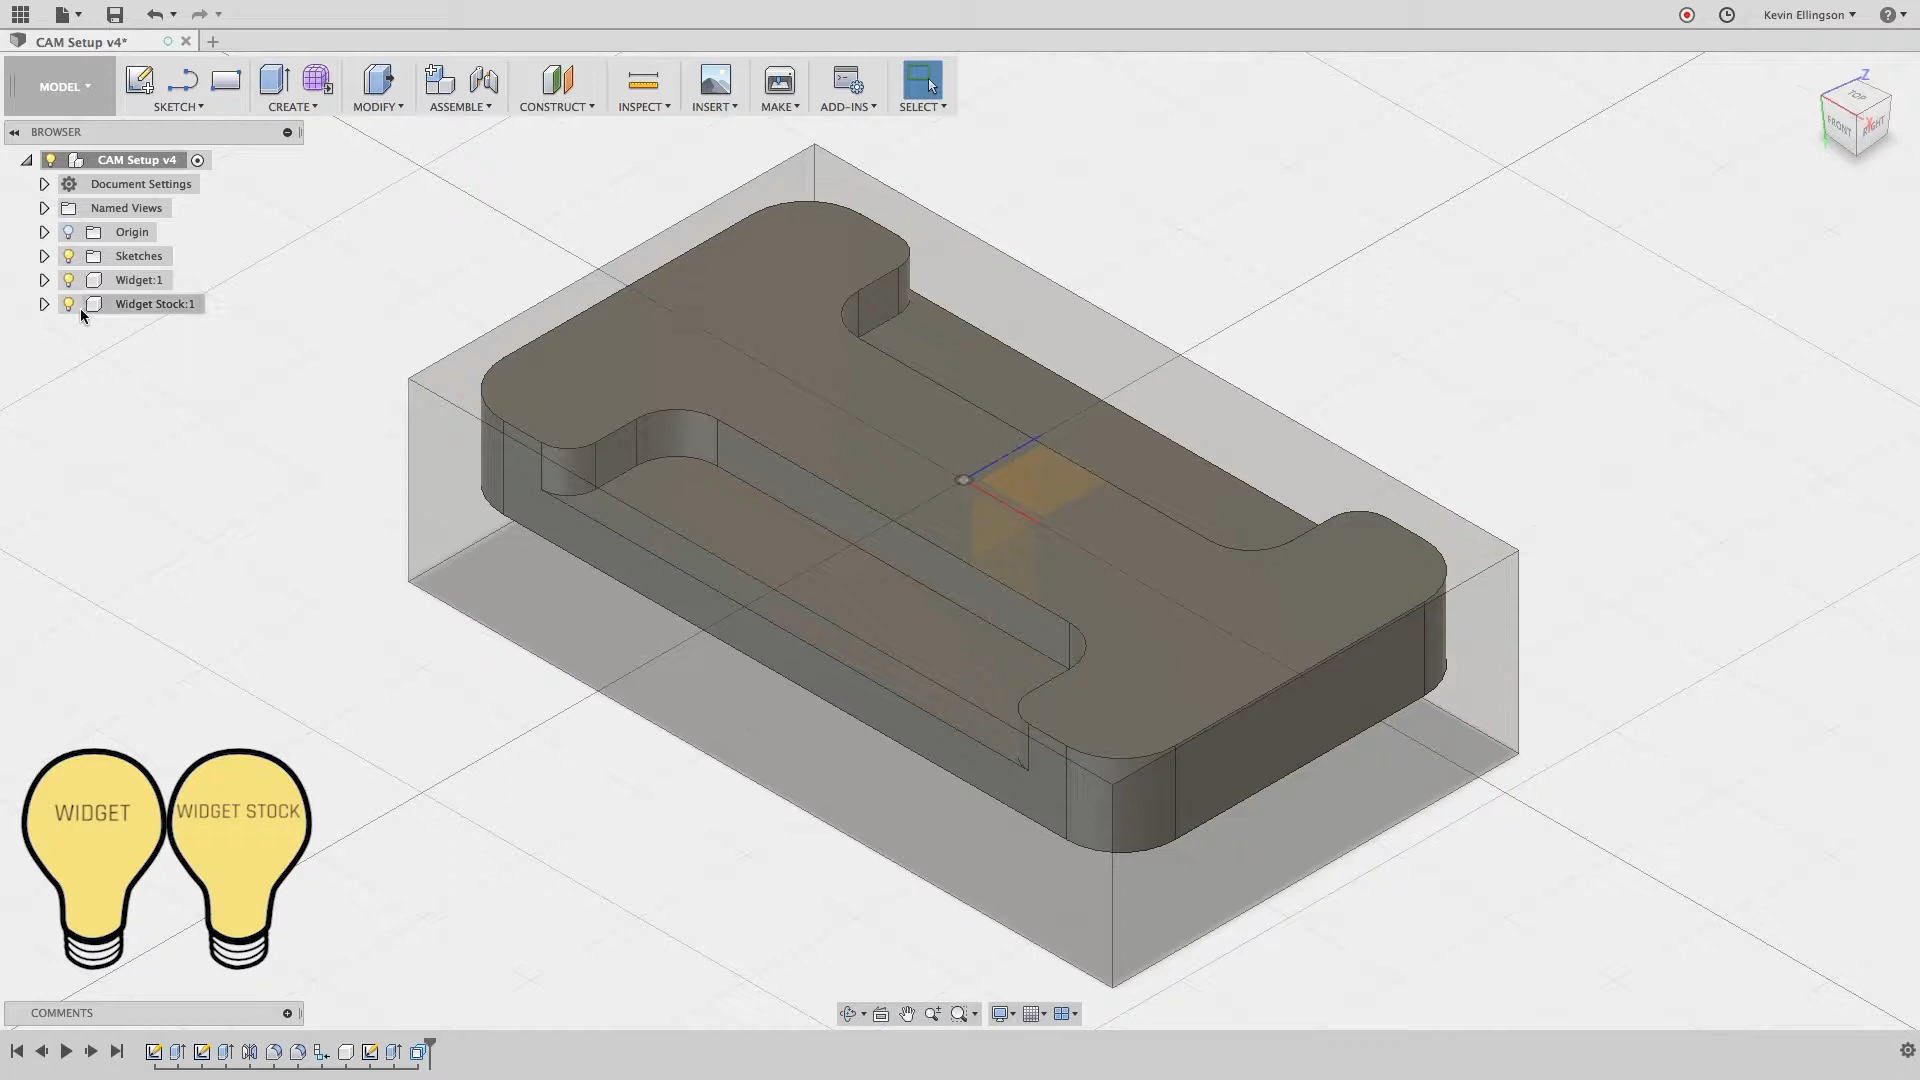 Kevin Ellingson
CAM Setup v4*
MODEL
SKETCH
CREATE
MODIFY
ASSEMBLE
CONSTRUCT
INSPECT
INSERT
MAKE
ADD-INS
SELECT
Z
TOP
FRONT
RIGHT
X
BROWSER
CAM Setup v4
Document Settings
Named Views
Origin
Sketches
Widget:1
Widget Stock:1
WIDGET
WIDGET STOCK
COMMENTS